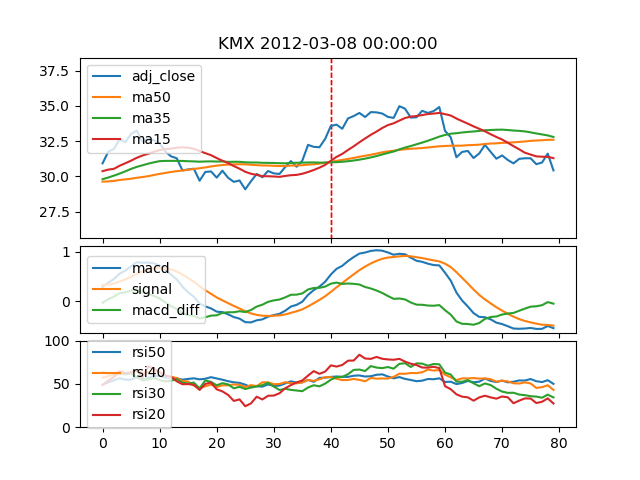 KMX 2012-03-08 00:00:00
37.5
35.0
32.5
30.0
27.5
adj_close
ma50
ma35
ma15
1
0
macd
signal
macd_diff
100
50
0
rsi50
rsi40
rsi30
rsi20
0 10 20 30 40 50 60 70 80